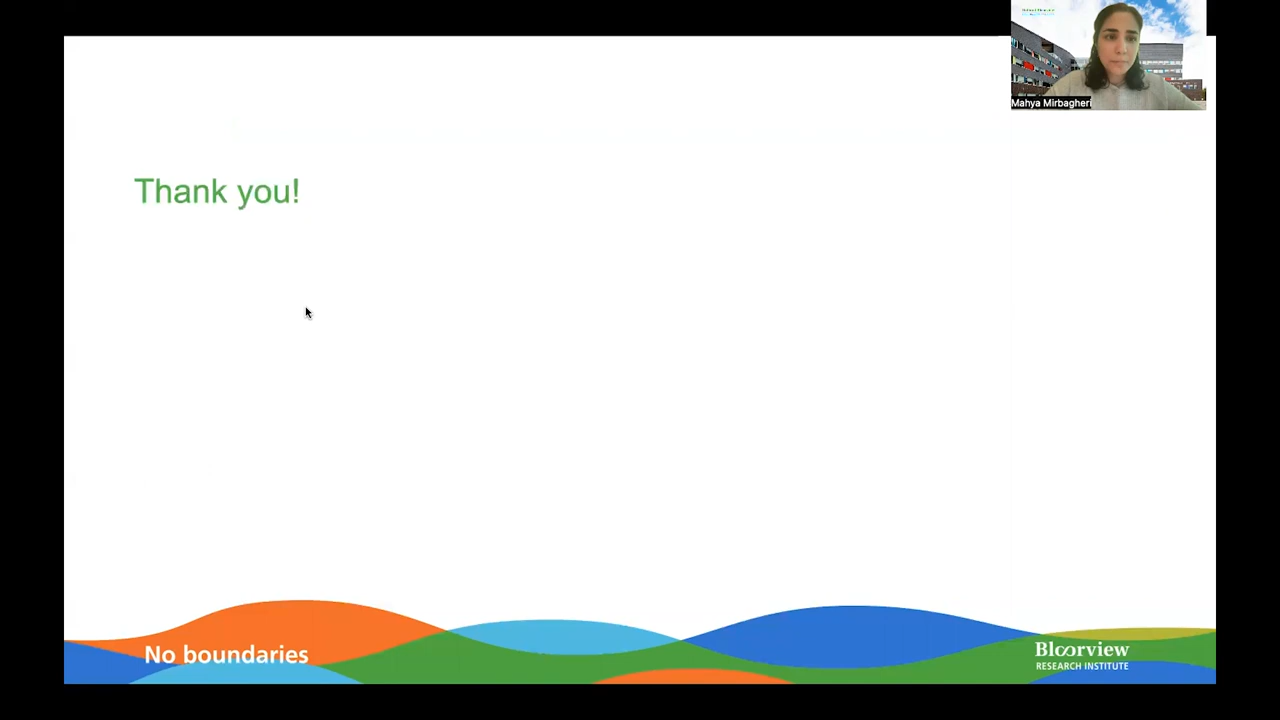 Mahya Mirbagheri
Thank you!
No boundaries
Bloorview
RESEARCH INSTITUTE